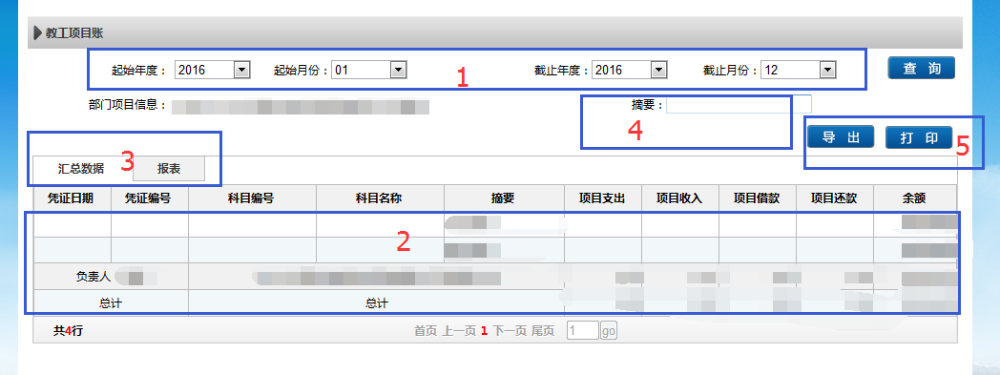 教工项目账
起始年度： 2016 起始月份：01 截止年度：2016 截止月份：12 查 询
1
部门项目信息： 摘要：
4
导 出 打 印 5
3
汇总数据 报表
凭证日期 凭证编号 科目编号 科目名称 摘要 项目支出 项目收入 项目借款 项目还款 余额
2
负责人
总计 总计
共4行 首页 上一页 1 下一页 尾页 1 go